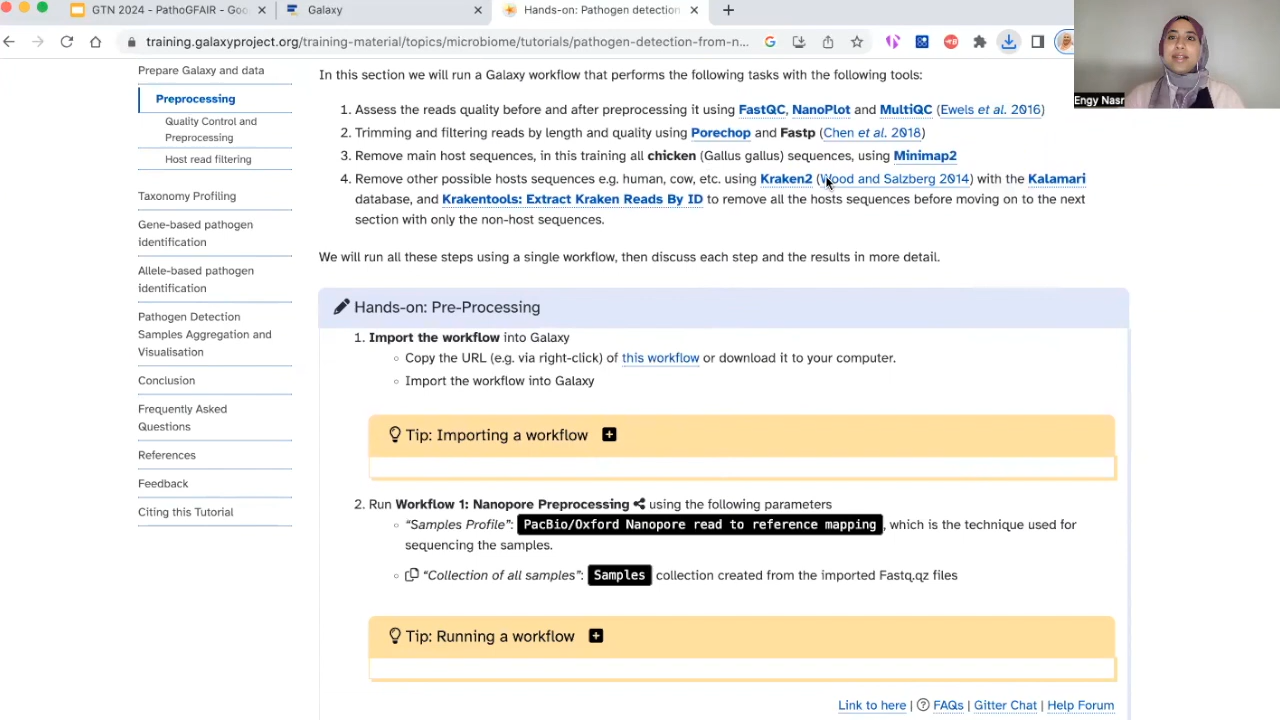 GTN 2024 - PathoGFAIR - Goo
Galaxy
Hands-on: Pathogen detection
training.galaxyproject.org/training-material/topics/microbiome/tutorials/pathogen-detection-from-n...
Engy Nasr
Prepare Galaxy and data
Preprocessing
Quality Control and
Preprocessing
Host read filtering
Taxonomy Profiling
Gene-based pathogen
identification
Allele-based pathogen
identification
Pathogen Detection
Samples Aggregation and
Visualisation
Conclusion
Frequently Asked
Questions
References
Feedback
Citing this Tutorial
In this section we will run a Galaxy workflow that performs the following tasks with the following tools:
1. Assess the reads quality before and after preprocessing it using FastQC, NanoPlot and MultiQC (Ewels et al. 2016)
2. Trimming and filtering reads by length and quality using Porechop and Fastp (Chen et al. 2018)
3. Remove main host sequences, in this training all chicken (Gallus gallus) sequences, using Minimap2
4. Remove other possible hosts sequences e.g. human, cow, etc. using Kraken2 (Wood and Salzberg 2014) with the Kalamari
database, and Krakentools: Extract Kraken Reads By ID to remove all the hosts sequences before moving on to the next
section with only the non-host sequences.
We will run all these steps using a single workflow, then discuss each step and the results in more detail.
Hands-on: Pre-Processing
1. Import the workflow into Galaxy
Copy the URL (e.g. via right-click) of this workflow or download it to your computer.
Import the workflow into Galaxy
Tip: Importing a workflow
2. Run Workflow 1: Nanopore Preprocessing using the following parameters
"Samples Profile": PacBio/Oxford Nanopore read to reference mapping, which is the technique used for
sequencing the samples.
"Collection of all samples": Samples collection created from the imported Fastq.qz files
Tip: Running a workflow
Link to here | FAQs | Gitter Chat | Help Forum